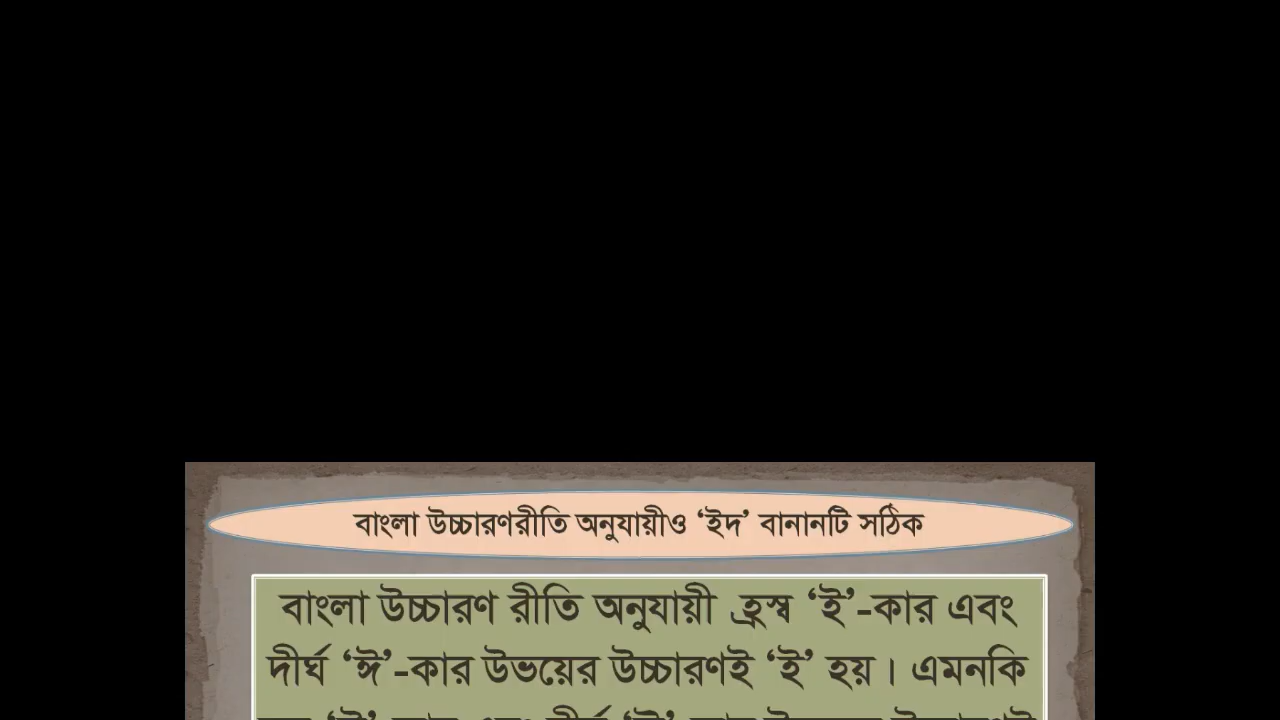 বাংলা উচ্চারণরীতি অনুযায়ীও ‘ইদ’ বানানটি সঠিক
বাংলা উচ্চারণ রীতি অনুযায়ী হ্রস্ব ‘ই’-কার এবং
দীর্ঘ ‘ঈ’-কার উভয়ের উচ্চারণই ‘ই’ হয়। এমনকি